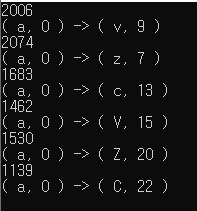 2006
( a, 0 ) -> ( v, 9 )
2074
( a, 0 ) -> ( z, 7 )
1683
( a, 0 ) -> ( c, 13 )
1462
( a, 0 ) -> ( V, 15 )
1530
( a, 0 ) -> ( Z, 20 )
1139
( a, 0 ) -> ( C, 22 )